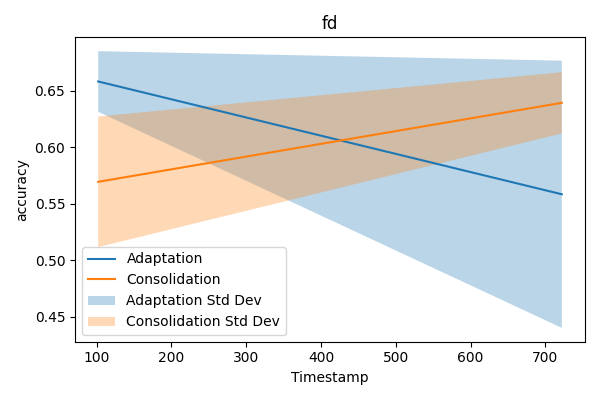 fd
accuracy
0.65
0.60
0.55
0.50
0.45
Adaptation
Consolidation
Adaptation Std Dev
Consolidation Std Dev
100 200 300 400 500 600 700
Timestamp